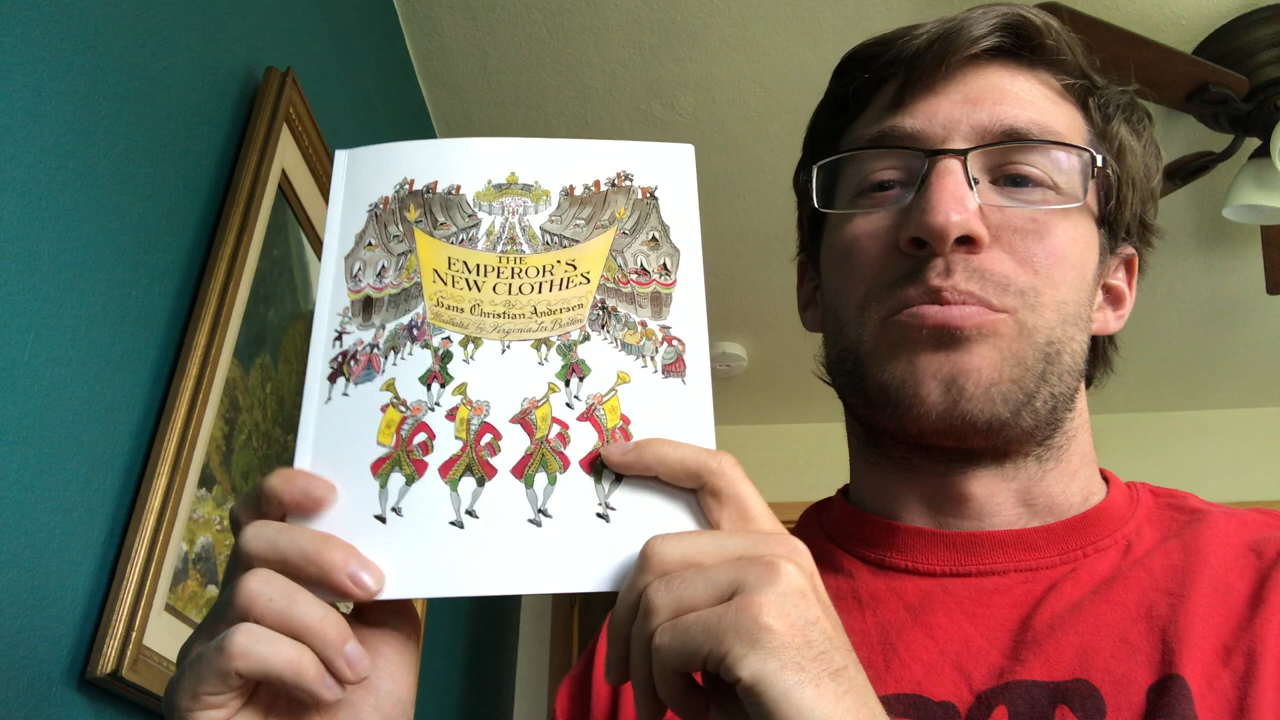 THE
EMPEROR'S
NEW CLOTHES
By
Hans Christian Andersen
Illustrated by Virginia Lee Burton